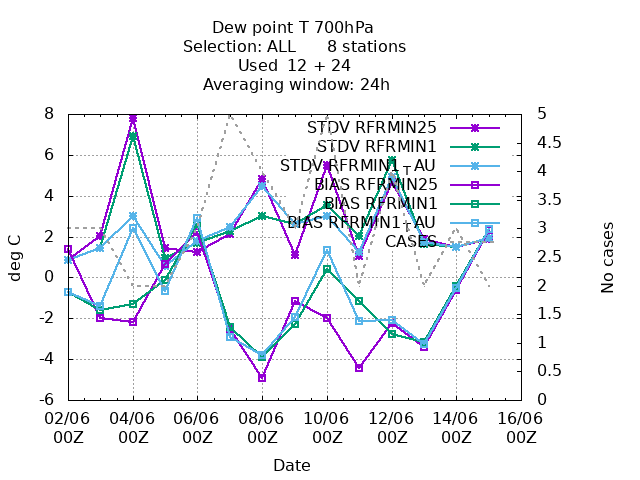 Dew point T 700hPa
Selection: ALL      8 stations
Used  12 + 24
Averaging window: 24h
8
6
4
2
0
-2
-4
-6
deg C
5
4.5
4
3.5
3
2.5
2
1.5
1
0.5
0
No cases
STDV RFRMIN25
STDV RFRMIN1
STDV RFRMIN1-AU
BIAS RFRMIN25
BIAS RFRMIN1
BIAS RFRMIN1-AU
CASES
02/06 04/06 06/06 08/06 10/06 12/06 14/06 16/06
00Z 00Z 00Z 00Z 00Z 00Z 00Z 00Z
Date